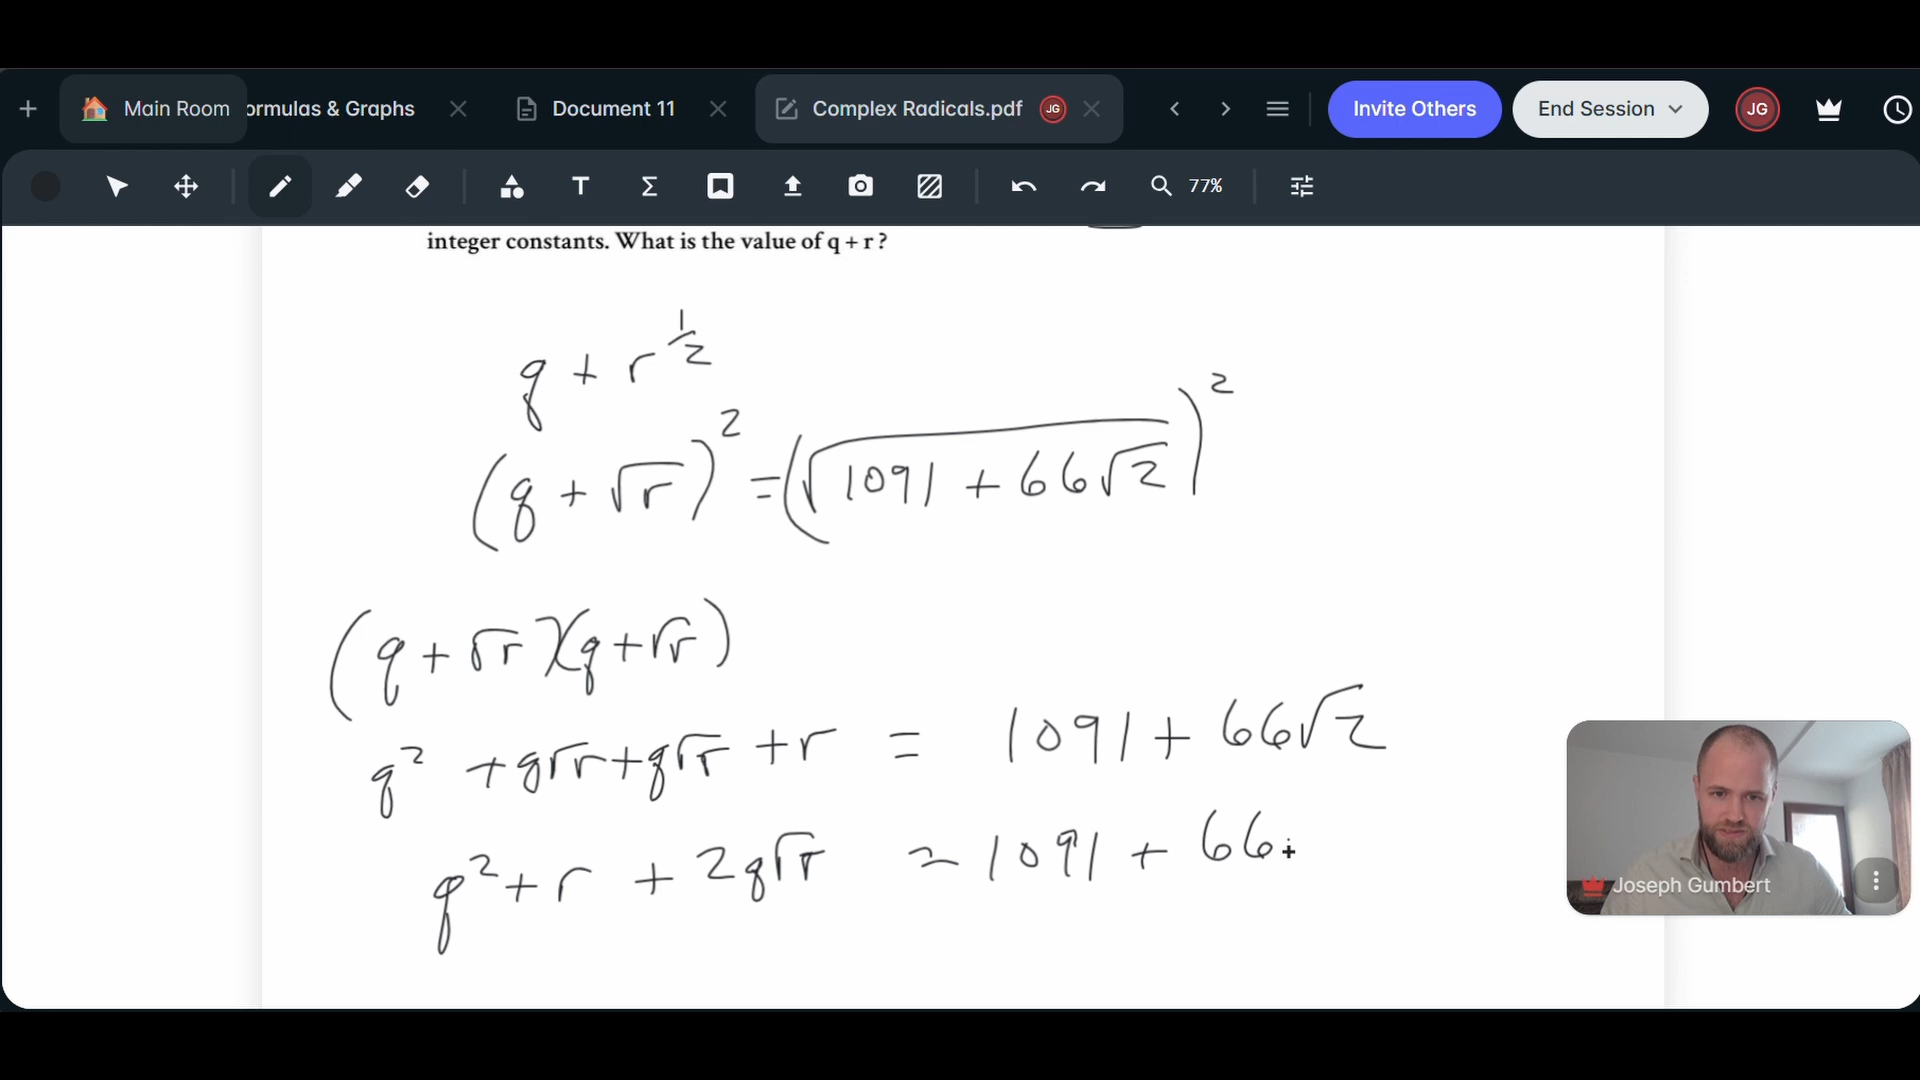 Main Room
ormulas & Graphs
Document 11
Complex Radicals.pdf
JG
Invite Others
End Session
JG
T
Σ
77%
integer constants. What is the value of q + r ?
q + r^½
(q + √r)² = (√(1091 + 66√2))²
(q + √r)(q + √r)
q² + q√r + q√r + r = 1091 + 66√2
q² + r + 2q√r = 1091 + 66
Joseph Gumbert